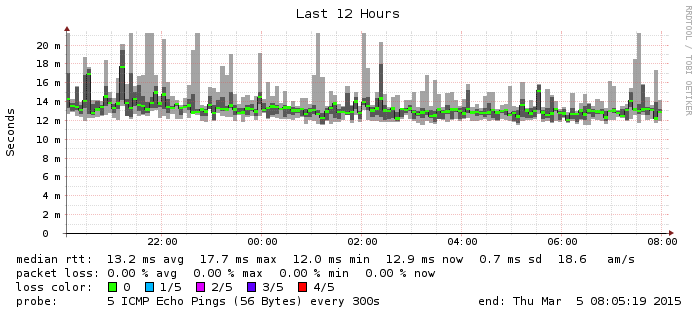 Last 12 Hours
RRDTOOL / TOBI OETIKER
Seconds
20 m
18 m
16 m
14 m
12 m
10 m
8 m
6 m
4 m
2 m
0
22:00 00:00 02:00 04:00 06:00 08:00
median rtt: 13.2 ms avg 17.7 ms max 12.0 ms min 12.9 ms now 0.7 ms sd 18.6 am/s
packet loss: 0.00 % avg 0.00 % max 0.00 % min 0.00 % now
loss color: 0 1/5 2/5 3/5 4/5
probe: 5 ICMP Echo Pings (56 Bytes) every 300s end: Thu Mar 5 08:05:19 2015